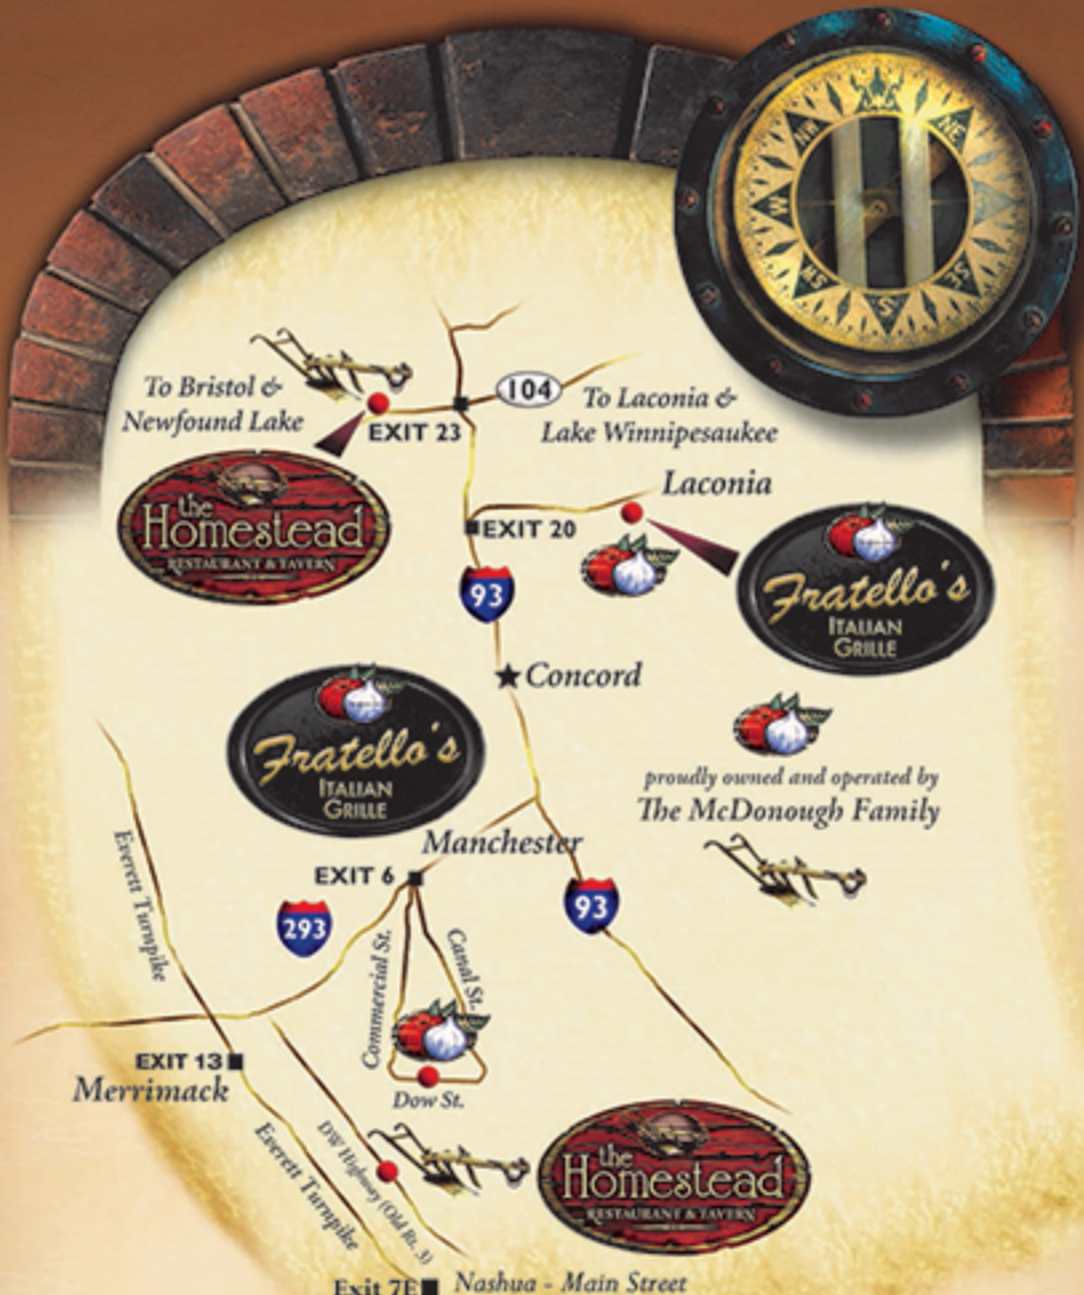 NW
NE
W
SW
S
SE
104
To Bristol &
Newfound Lake
To Laconia &
Lake Winnipesaukee
EXIT 23
the
Homestead
RESTAURANT & TAVERN
Laconia
EXIT 20
Fratello's
ITALIAN
GRILLE
93
Concord
Fratello's
ITALIAN
GRILLE
proudly owned and operated by
The McDonough Family
Manchester
EXIT 6
293
93
Everett Turnpike
Commercial St.
Canal St.
EXIT 13
Merrimack
Dow St.
Everett Turnpike
DW Highway (Old Rt. 3)
the
Homestead
RESTAURANT & TAVERN
Exit 7E
Nashua - Main Street